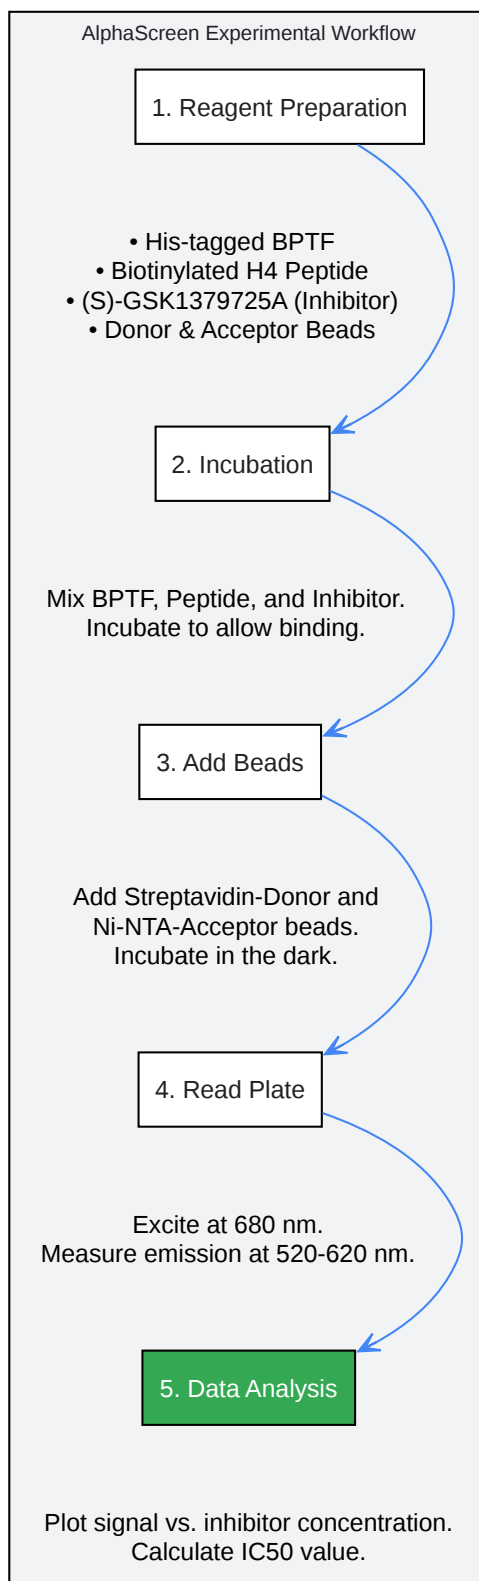 AlphaScreen Experimental Workflow
1. Reagent Preparation
• His-tagged BPTF
• Biotinylated H4 Peptide
• (S)-GSK1379725A (Inhibitor)
• Donor & Acceptor Beads
2. Incubation
Mix BPTF, Peptide, and Inhibitor.
Incubate to allow binding.
3. Add Beads
Add Streptavidin-Donor and
Ni-NTA-Acceptor beads.
Incubate in the dark.
4. Read Plate
Excite at 680 nm.
Measure emission at 520-620 nm.
5. Data Analysis
Plot signal vs. inhibitor concentration.
Calculate IC50 value.